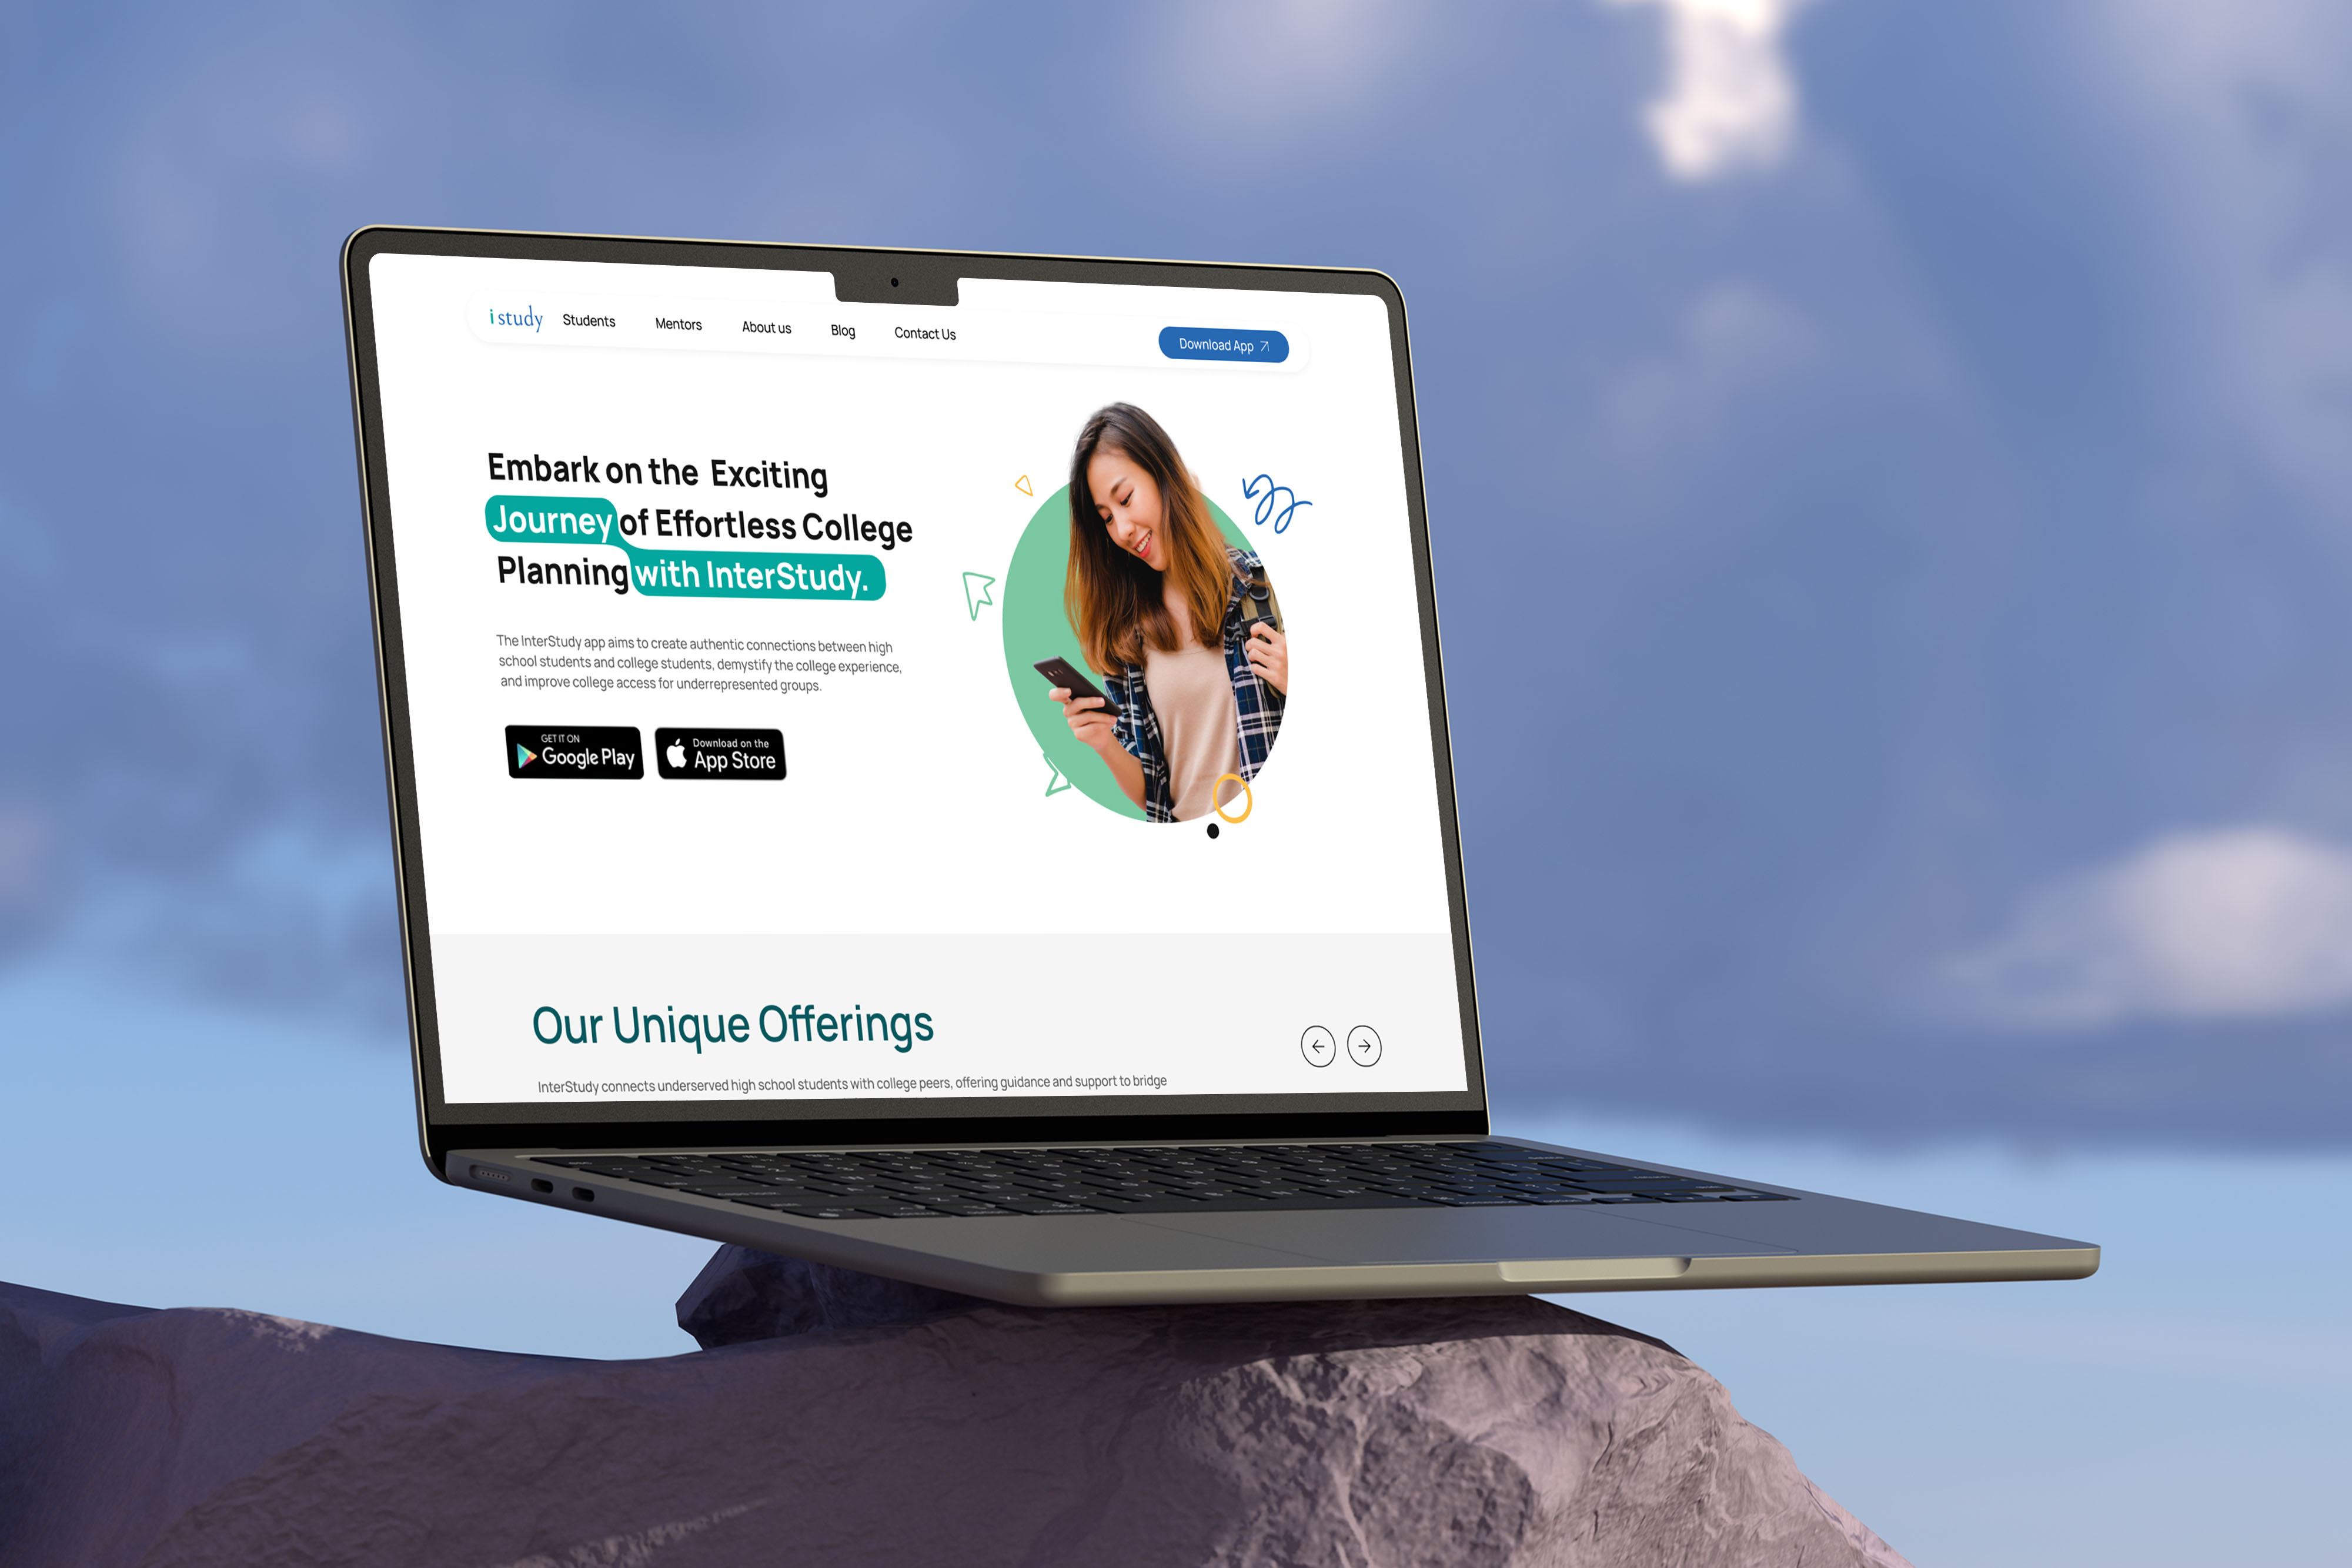 i study
Students
Mentors
About us
Blog
Contact Us
Download App
Embark on the Exciting
Journey of Effortless College
Planning with InterStudy.
The InterStudy app aims to create authentic connections between high
school students and college students, demystify the college experience,
and improve college access for underrepresented groups.
GET IT ON
Google Play
Download on the
App Store
Our Unique Offerings
InterStudy connects underserved high school students with college peers, offering guidance and support to bridge